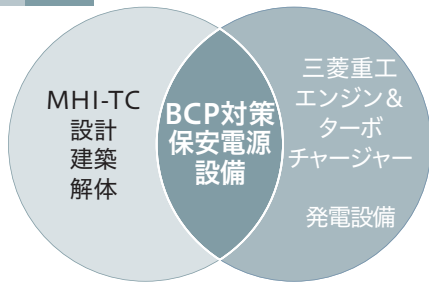 MHI-TC
設計
建築
解体
BCP対策
保安電源
設備
三菱重工
エンジン＆
ターボ
チャージャー
発電設備